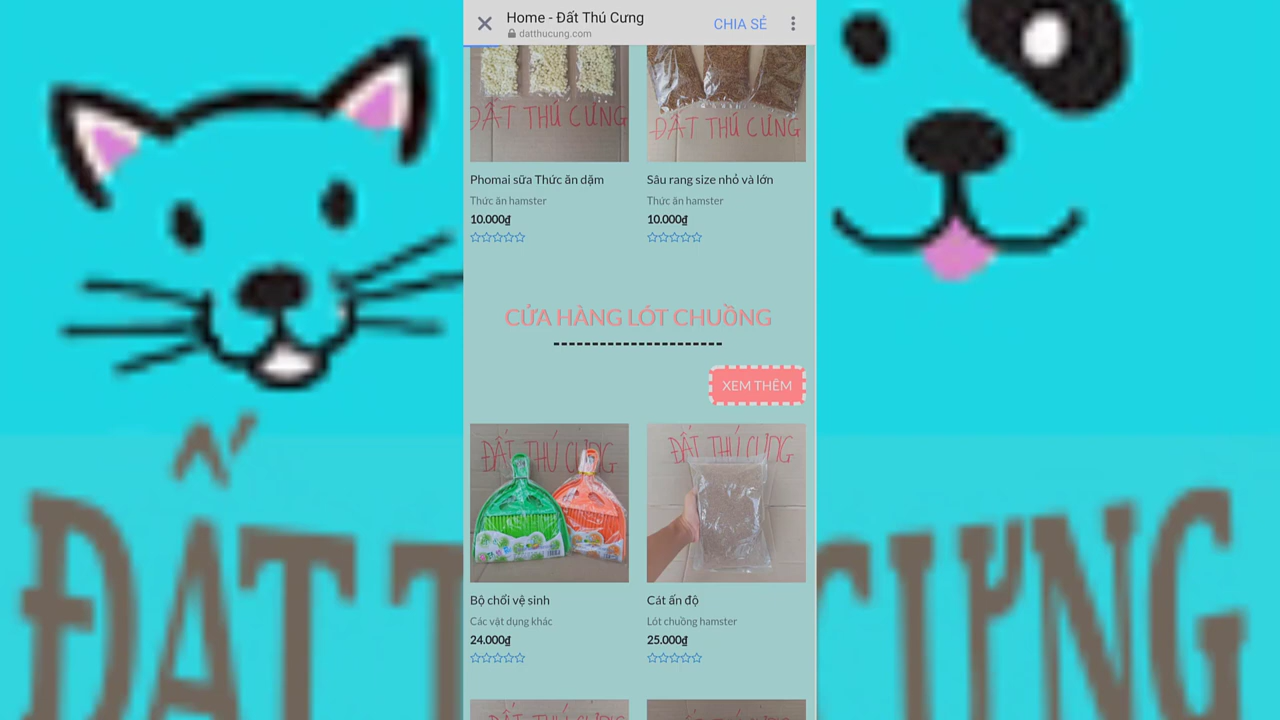 Home - Đất Thú Cưng
datthucung.com
CHIA SẺ
ĐẤT THÚ CƯNG
ĐẤT THÚ CƯNG
Phomai sữa Thức ăn dặm
Thức ăn hamster
10.000₫
Sâu rang size nhỏ và lớn
Thức ăn hamster
10.000₫
CỬA HÀNG LÓT CHUỒNG
XEM THÊM
ĐẤT THÚ CƯNG
ĐẤT THÚ CƯNG
Bộ chổi vệ sinh
Các vật dụng khác
24.000₫
Cát ấn độ
Lót chuồng hamster
25.000₫
ĐẤT T
CƯNG